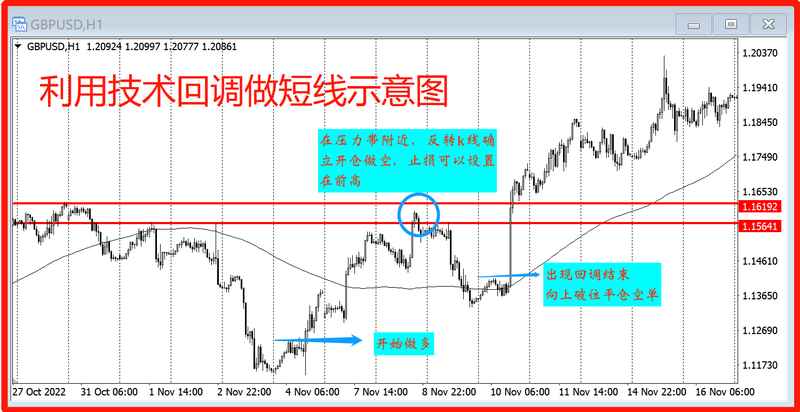 GBPUSD,H1
GBPUSD,H1 1.20924 1.20997 1.20777 1.20861
利用技术回调做短线示意图
在压力带附近，反转k线确
立开仓做空，止损可以设置
在前高
出现回调结束
向上破位平仓空单
开始做多
1.20370
1.19410
1.18450
1.17490
1.16530
1.16192
1.15641
1.14610
1.13650
1.12690
1.11730
27 Oct 2022 31 Oct 06:00 1 Nov 14:00 2 Nov 22:00 4 Nov 06:00 7 Nov 14:00 8 Nov 22:00 10 Nov 06:00 11 Nov 14:00 14 Nov 22:00 16 Nov 06:00